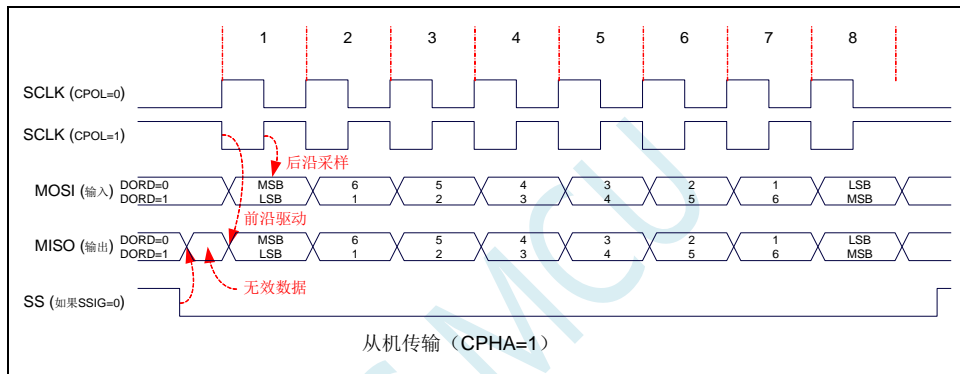 1 2 3 4 5 6 7 8
SCLK (CPOL=0)
SCLK (CPOL=1)
后沿采样
MOSI (输入) DORD=0 MSB 6 5 4 3 2 1 LSB
DORD=1 LSB 1 2 3 4 5 6 MSB
前沿驱动
MISO (输出) DORD=0 MSB 6 5 4 3 2 1 LSB
DORD=1 LSB 1 2 3 4 5 6 MSB
无效数据
SS (如果SSIG=0)
从机传输（CPHA=1）